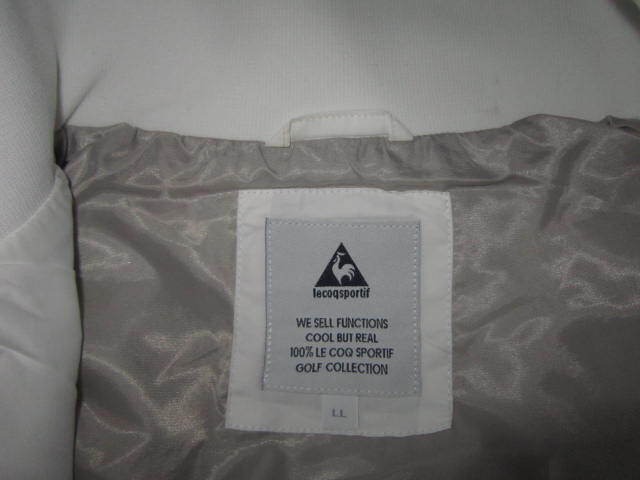 lecoqsportif
WE SELL FUNCTIONS
COOL BUT REAL
100% LE COQ SPORTIF
GOLF COLLECTION
LL